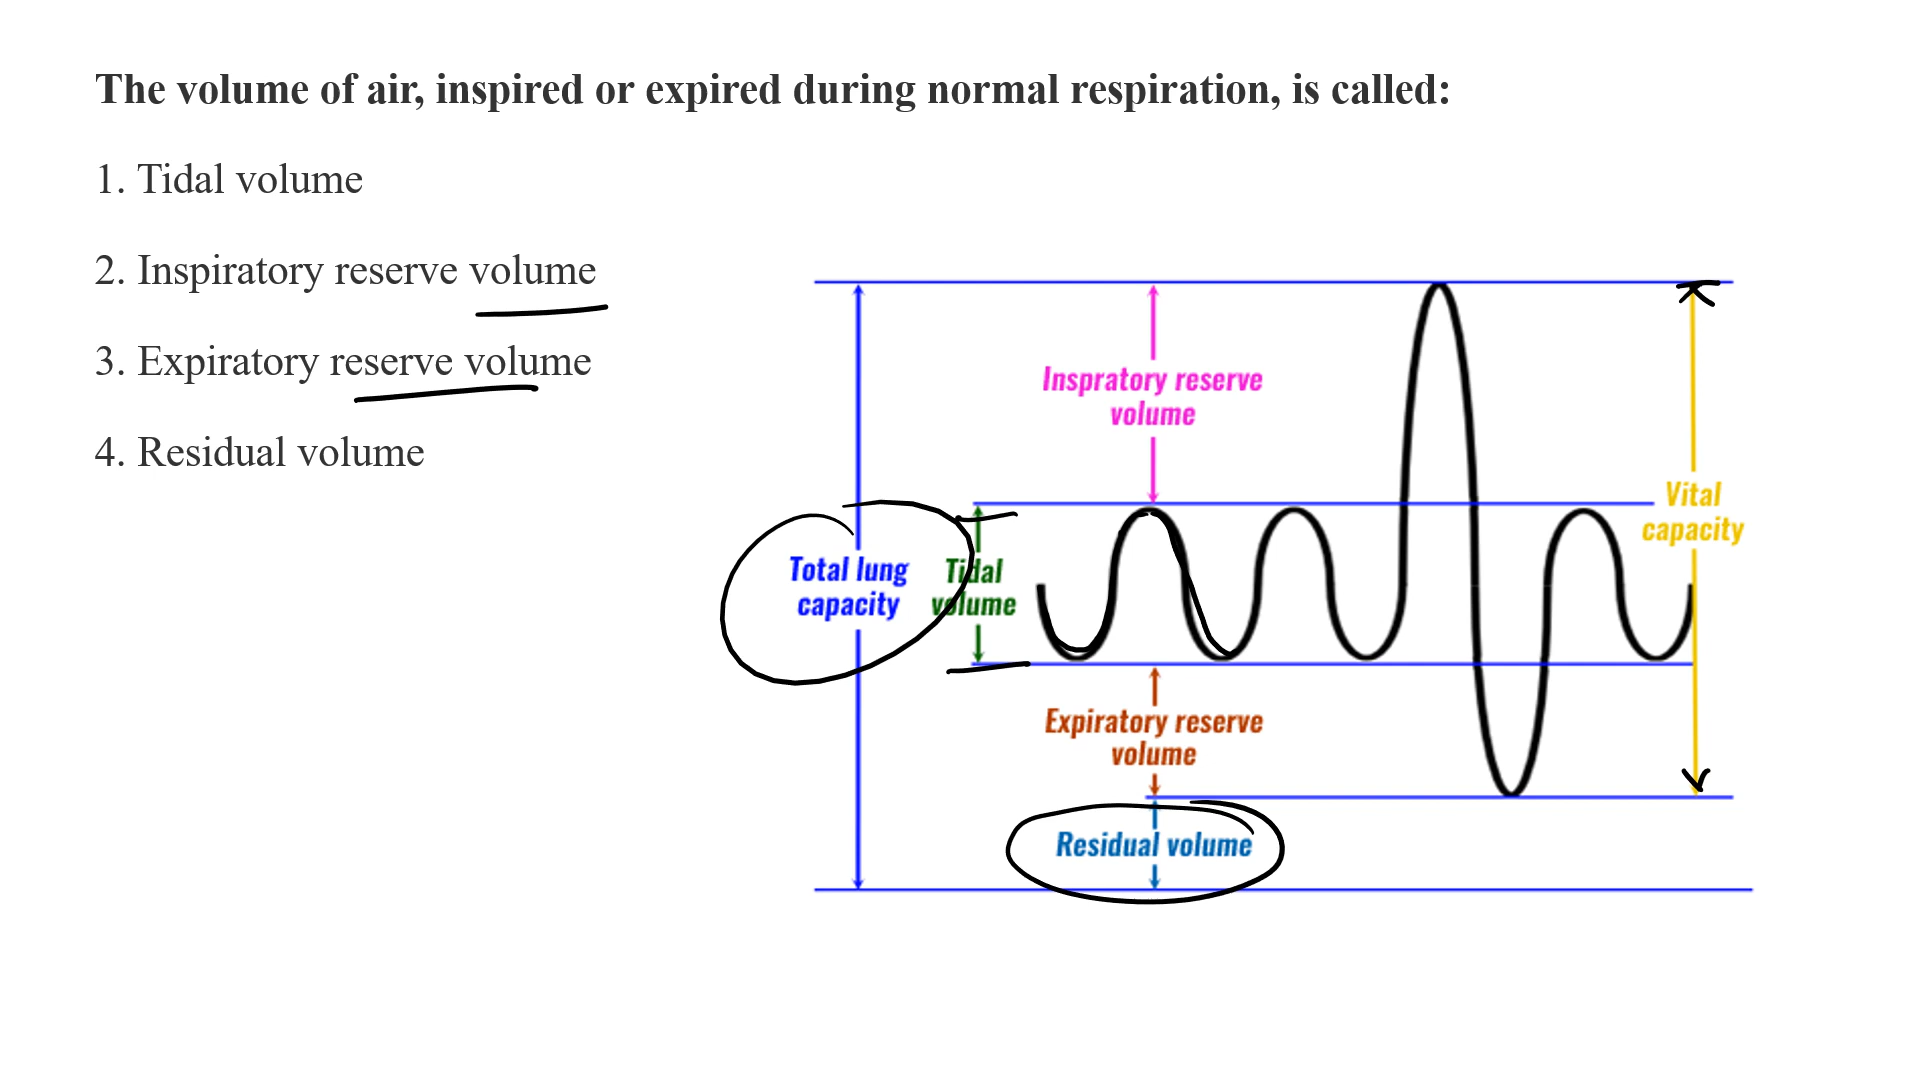 The volume of air, inspired or expired during normal respiration, is called:
1. Tidal volume
2. Inspiratory reserve volume
3. Expiratory reserve volume
4. Residual volume
Inspratory reserve
volume
Vital
capacity
Total lung
capacity
Tidal
volume
Expiratory reserve
volume
Residual volume